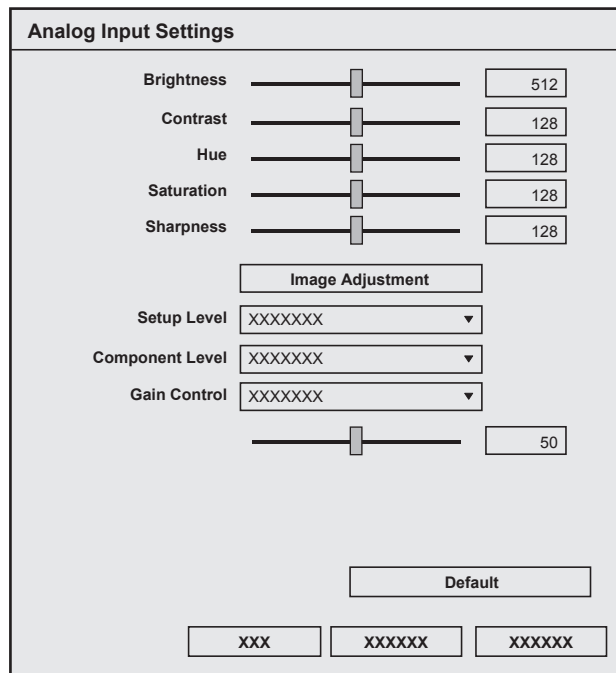 Analog Input Settings
Brightness 512
Contrast 128
Hue 128
Saturation 128
Sharpness 128
Image Adjustment
Setup Level XXXXXXX
Component Level XXXXXXX
Gain Control XXXXXXX
50
Default
XXX XXXXXX XXXXXX